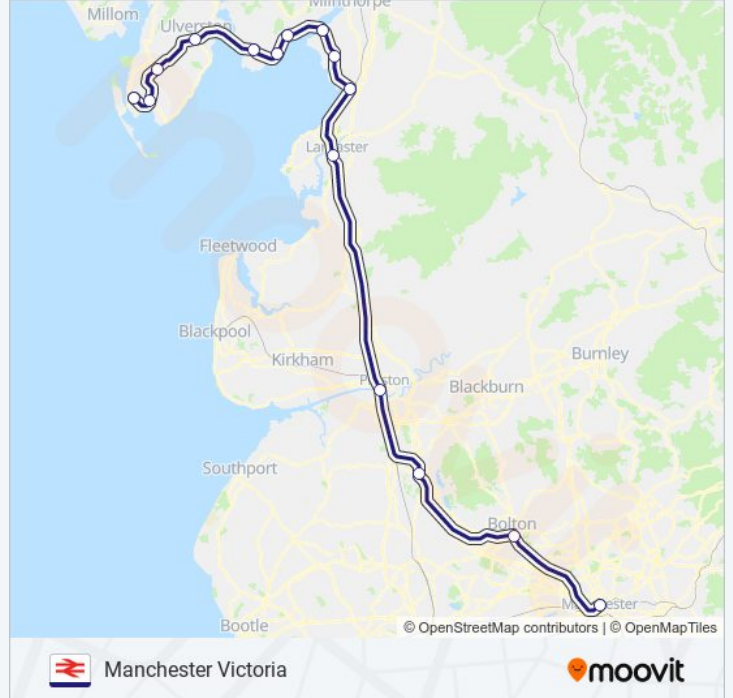 Millom
Milnthorpe
Ulverston
Lancaster
Fleetwood
Blackpool
Kirkham
Preston
Burnley
Blackburn
Southport
Bolton
Manchester
Bootle
© OpenStreetMap contributors | © OpenMapTiles
Manchester Victoria
moovit